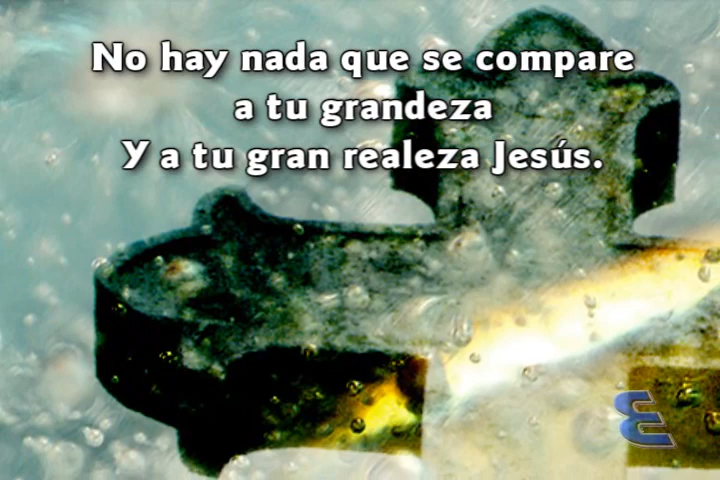 No hay nada que se compare
a tu grandeza
Y a tu gran realeza Jesús.